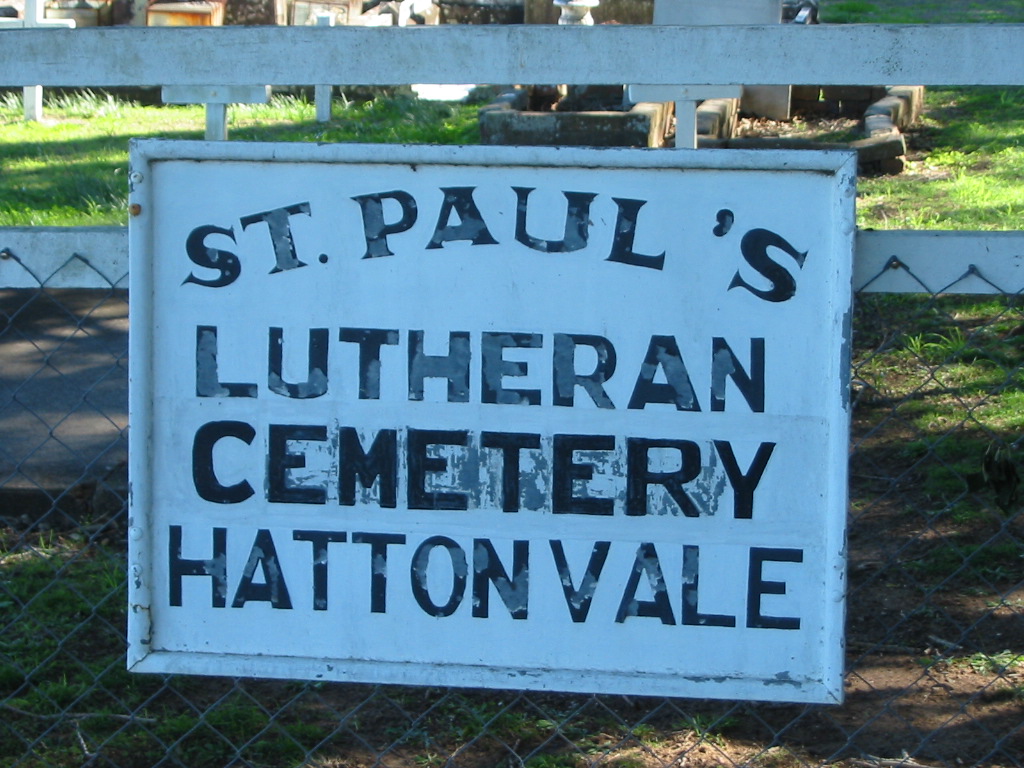 ST. PAUL'S
LUTHERAN
CEMETERY
HATTONVALE